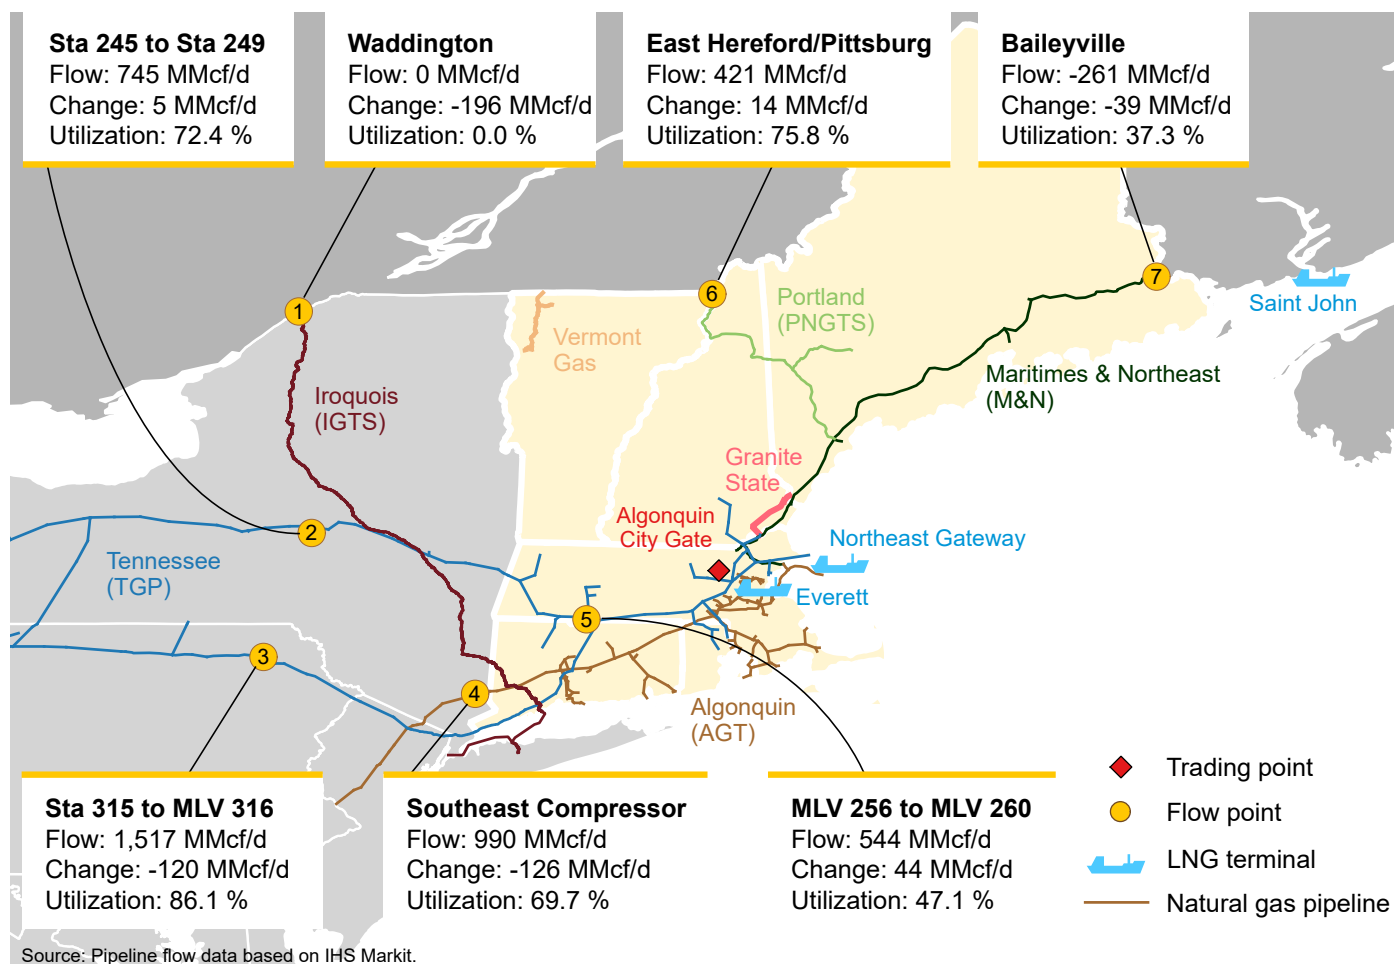 Sta 245 to Sta 249
Flow: 745 MMcf/d
Change: 5 MMcf/d
Utilization: 72.4 %
Waddington
Flow: 0 MMcf/d
Change: -196 MMcf/d
Utilization: 0.0 %
East Hereford/Pittsburg
Flow: 421 MMcf/d
Change: 14 MMcf/d
Utilization: 75.8 %
Baileyville
Flow: -261 MMcf/d
Change: -39 MMcf/d
Utilization: 37.3 %
7
6
1
Saint John
Portland
(PNGTS)
Vermont
Gas
Maritimes & Northeast
(M&N)
Iroquois
(IGTS)
Granite
State
Algonquin
City Gate
2
Northeast Gateway
Tennessee
(TGP)
Everett
5
3
4
Algonquin
(AGT)
Sta 315 to MLV 316
Flow: 1,517 MMcf/d
Change: -120 MMcf/d
Utilization: 86.1 %
Southeast Compressor
Flow: 990 MMcf/d
Change: -126 MMcf/d
Utilization: 69.7 %
MLV 256 to MLV 260
Flow: 544 MMcf/d
Change: 44 MMcf/d
Utilization: 47.1 %
Trading point
Flow point
LNG terminal
Natural gas pipeline
Source: Pipeline flow data based on IHS Markit.